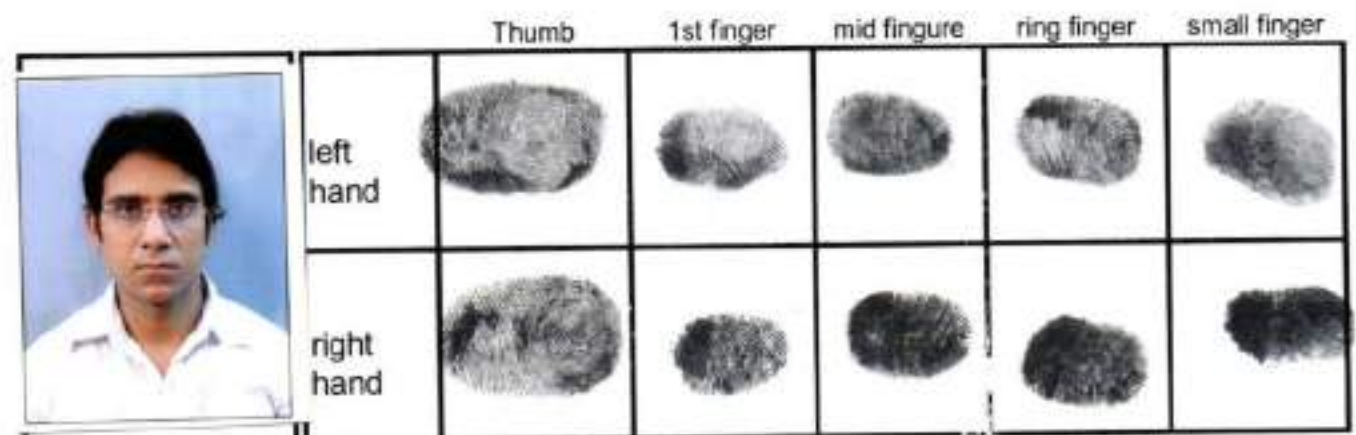 Thumb 1st finger mid fingure ring finger small finger
left
hand
right
hand